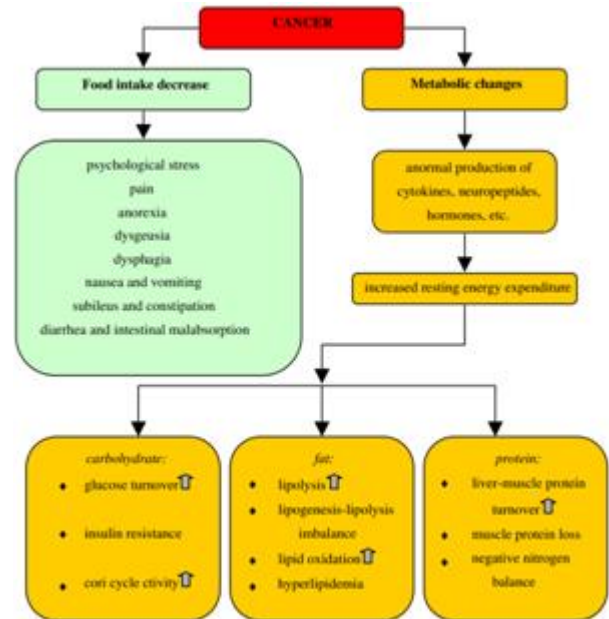 CANCER
Food intake decrease
Metabolic changes
psychological stress
pain
anorexia
dysgeusia
dysphagia
nausea and vomiting
subileus and constipation
diarrhea and intestinal malabsorption
anormal production of
cytokines, neuropeptides,
hormones, etc.
increased resting energy expenditure
carbohydrate:
♦ glucose turnover⇧
♦ insulin resistance
♦ cori cycle ctivity⇧
fat:
♦ lipolysis⇧
♦ lipogenesis-lipolysis
imbalance
♦ lipid oxidation⇧
♦ hyperlipidemia
protein:
♦ liver-muscle protein
turnover⇧
♦ muscle protein loss
♦ negative nitrogen
balance